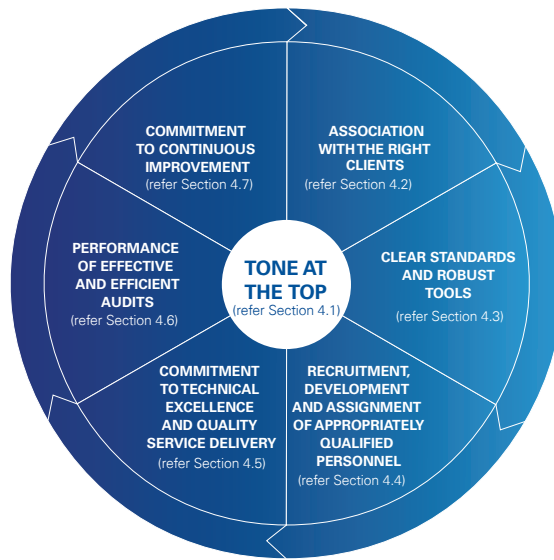 COMMITMENT
TO CONTINUOUS
IMPROVEMENT
(refer Section 4.7)
ASSOCIATION
WITH THE RIGHT
CLIENTS
(refer Section 4.2)
PERFORMANCE
OF EFFECTIVE
AND EFFICIENT
AUDITS
(refer Section 4.6)
TONE AT
THE TOP
(refer Section 4.1)
CLEAR STANDARDS
AND ROBUST
TOOLS
(refer Section 4.3)
COMMITMENT
TO TECHNICAL
EXCELLENCE
AND QUALITY
SERVICE DELIVERY
(refer Section 4.5)
RECRUITMENT,
DEVELOPMENT
AND ASSIGNMENT
OF APPROPRIATELY
QUALIFIED
PERSONNEL
(refer Section 4.4)